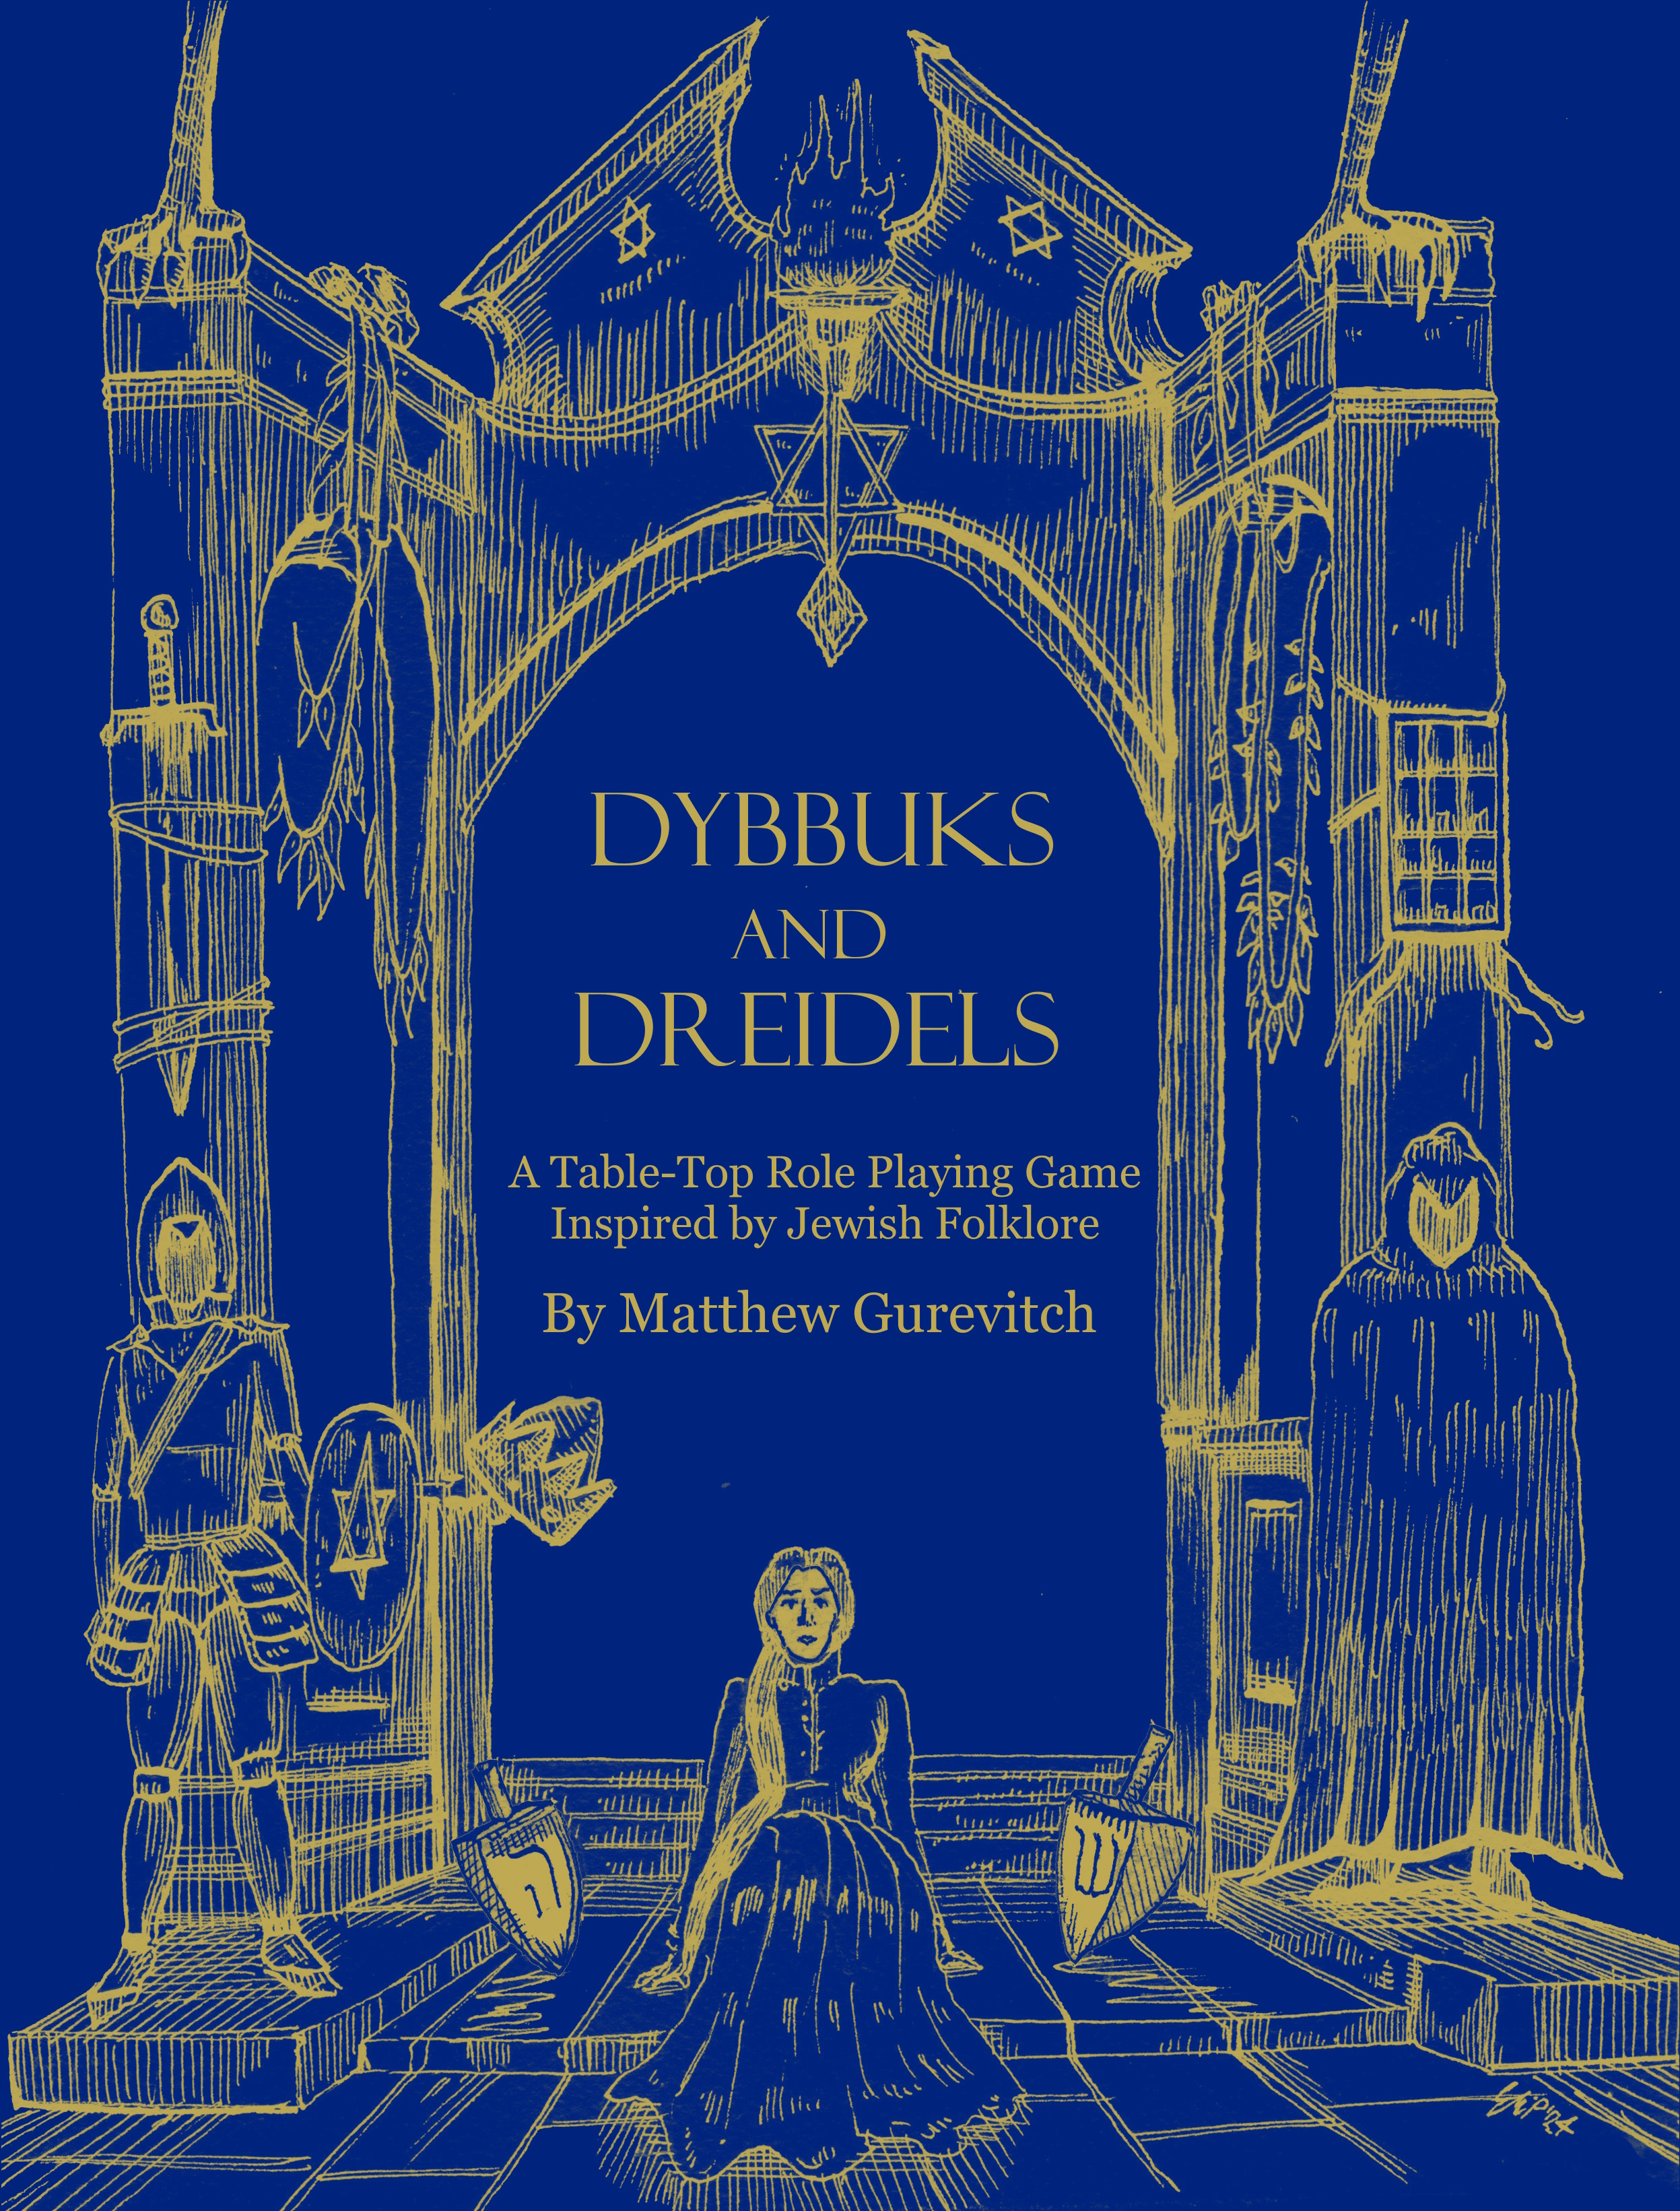 DYBBUKS
AND
DREIDELS
A Table-Top Role Playing Game
Inspired by Jewish Folklore
By Matthew Gurevitch
ש